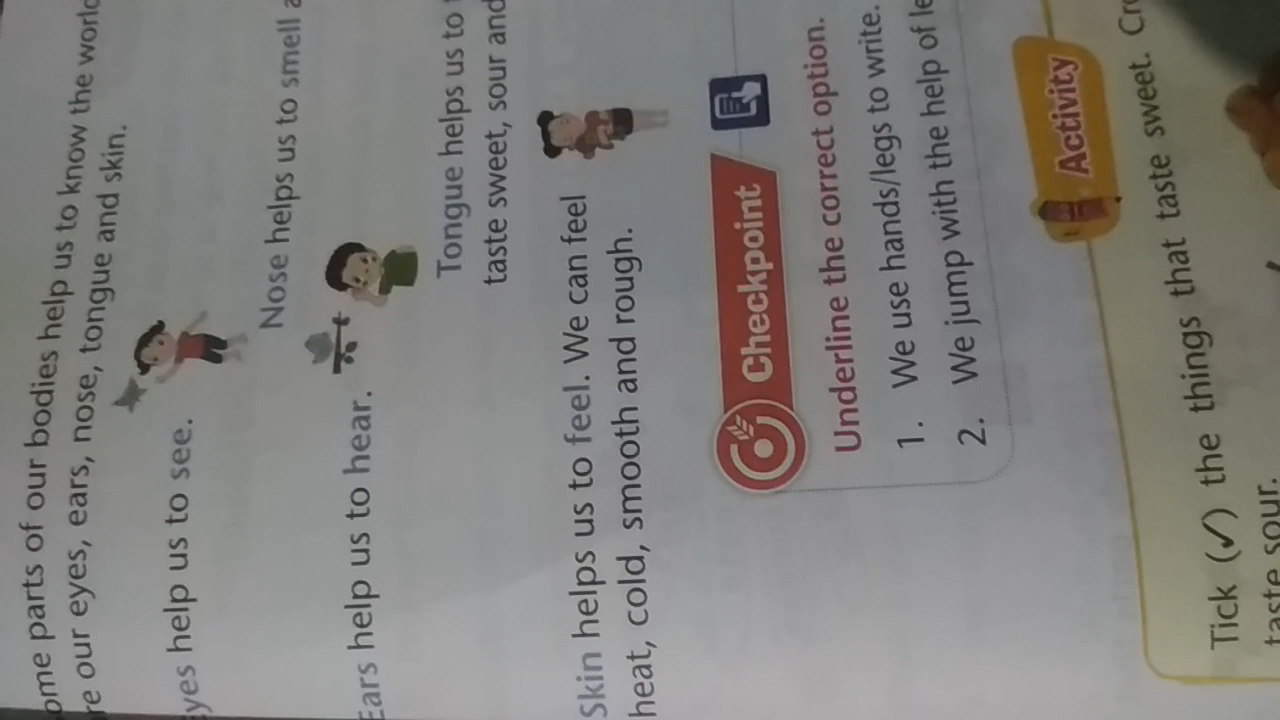 ome parts of our bodies help us to know the world
re our eyes, ears, nose, tongue and skin.
yes help us to see.
Nose helps us to smell a
Ears help us to hear.
Tongue helps us to
taste sweet, sour and
Skin helps us to feel. We can feel
heat, cold, smooth and rough.
Checkpoint
Underline the correct option.
1. We use hands/legs to write.
2. We jump with the help of le
Activity
Tick (✓) the things that taste sweet. Cr
taste sour.